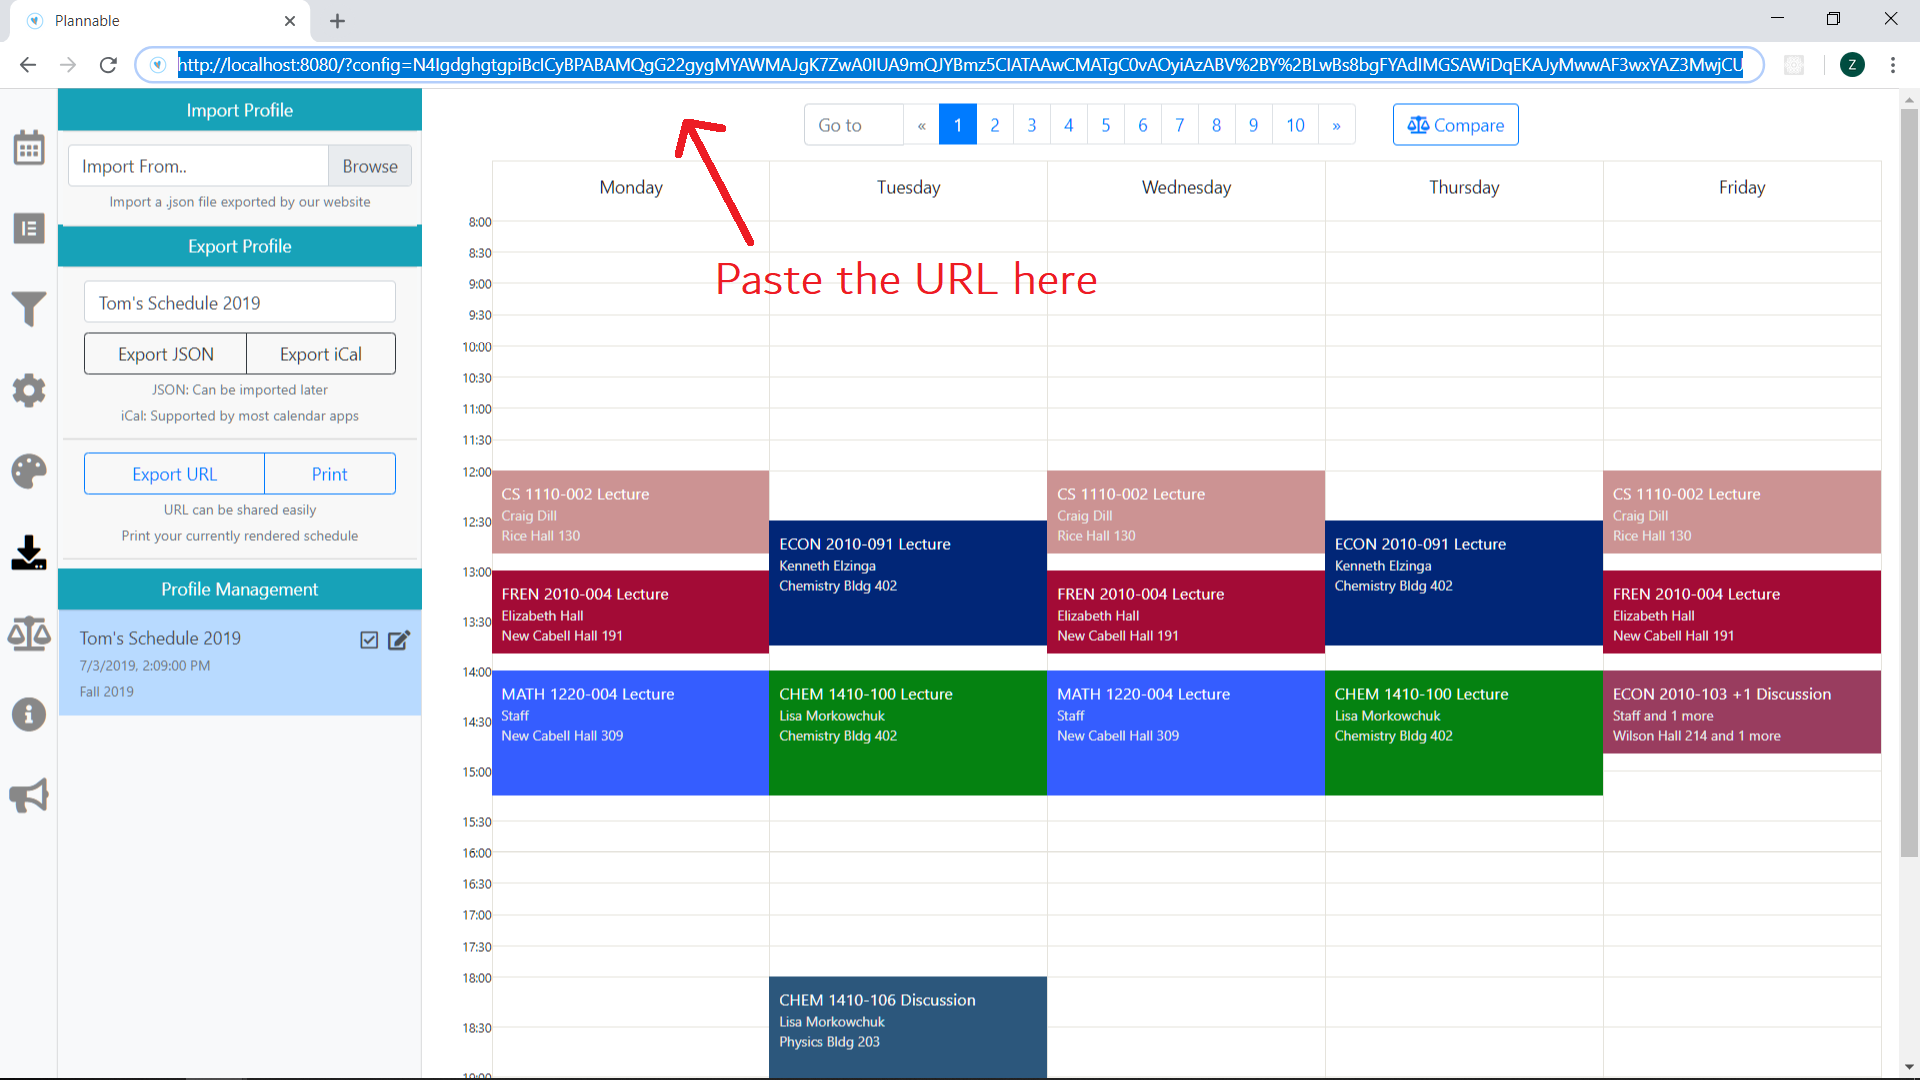 Plannable
http://localhost:8080/?config=N4IgdghgtgpiBcICyBPABAMQgG22gygMYAWMAJgK7ZwA0IUA9mQJYBmz5CIATAAwCMATgC0vAOyiAzABV%2BY%2BLwBs8bgFYAdIMGSAWiDqEKAJyMwwAF3wxYAZ3MwjCU
Z
Import Profile
Import From..
Browse
Import a .json file exported by our website
Export Profile
Tom's Schedule 2019
Export JSON
Export iCal
JSON: Can be imported later
iCal: Supported by most calendar apps
Export URL
Print
URL can be shared easily
Print your currently rendered schedule
Profile Management
Tom's Schedule 2019
7/3/2019, 2:09:00 PM
Fall 2019
Go to « 1 2 3 4 5 6 7 8 9 10 »
Compare
Paste the URL here
Monday Tuesday Wednesday Thursday Friday
8:00
8:30
9:00
9:30
10:00
10:30
11:00
11:30
12:00
12:30
13:00
13:30
14:00
14:30
15:00
15:30
16:00
16:30
17:00
17:30
18:00
18:30
19:00
CS 1110-002 Lecture
Craig Dill
Rice Hall 130
FREN 2010-004 Lecture
Elizabeth Hall
New Cabell Hall 191
MATH 1220-004 Lecture
Staff
New Cabell Hall 309
ECON 2010-091 Lecture
Kenneth Elzinga
Chemistry Bldg 402
CHEM 1410-100 Lecture
Lisa Morkowchuk
Chemistry Bldg 402
CHEM 1410-106 Discussion
Lisa Morkowchuk
Physics Bldg 203
CS 1110-002 Lecture
Craig Dill
Rice Hall 130
FREN 2010-004 Lecture
Elizabeth Hall
New Cabell Hall 191
MATH 1220-004 Lecture
Staff
New Cabell Hall 309
ECON 2010-091 Lecture
Kenneth Elzinga
Chemistry Bldg 402
CHEM 1410-100 Lecture
Lisa Morkowchuk
Chemistry Bldg 402
CS 1110-002 Lecture
Craig Dill
Rice Hall 130
FREN 2010-004 Lecture
Elizabeth Hall
New Cabell Hall 191
ECON 2010-103 +1 Discussion
Staff and 1 more
Wilson Hall 214 and 1 more